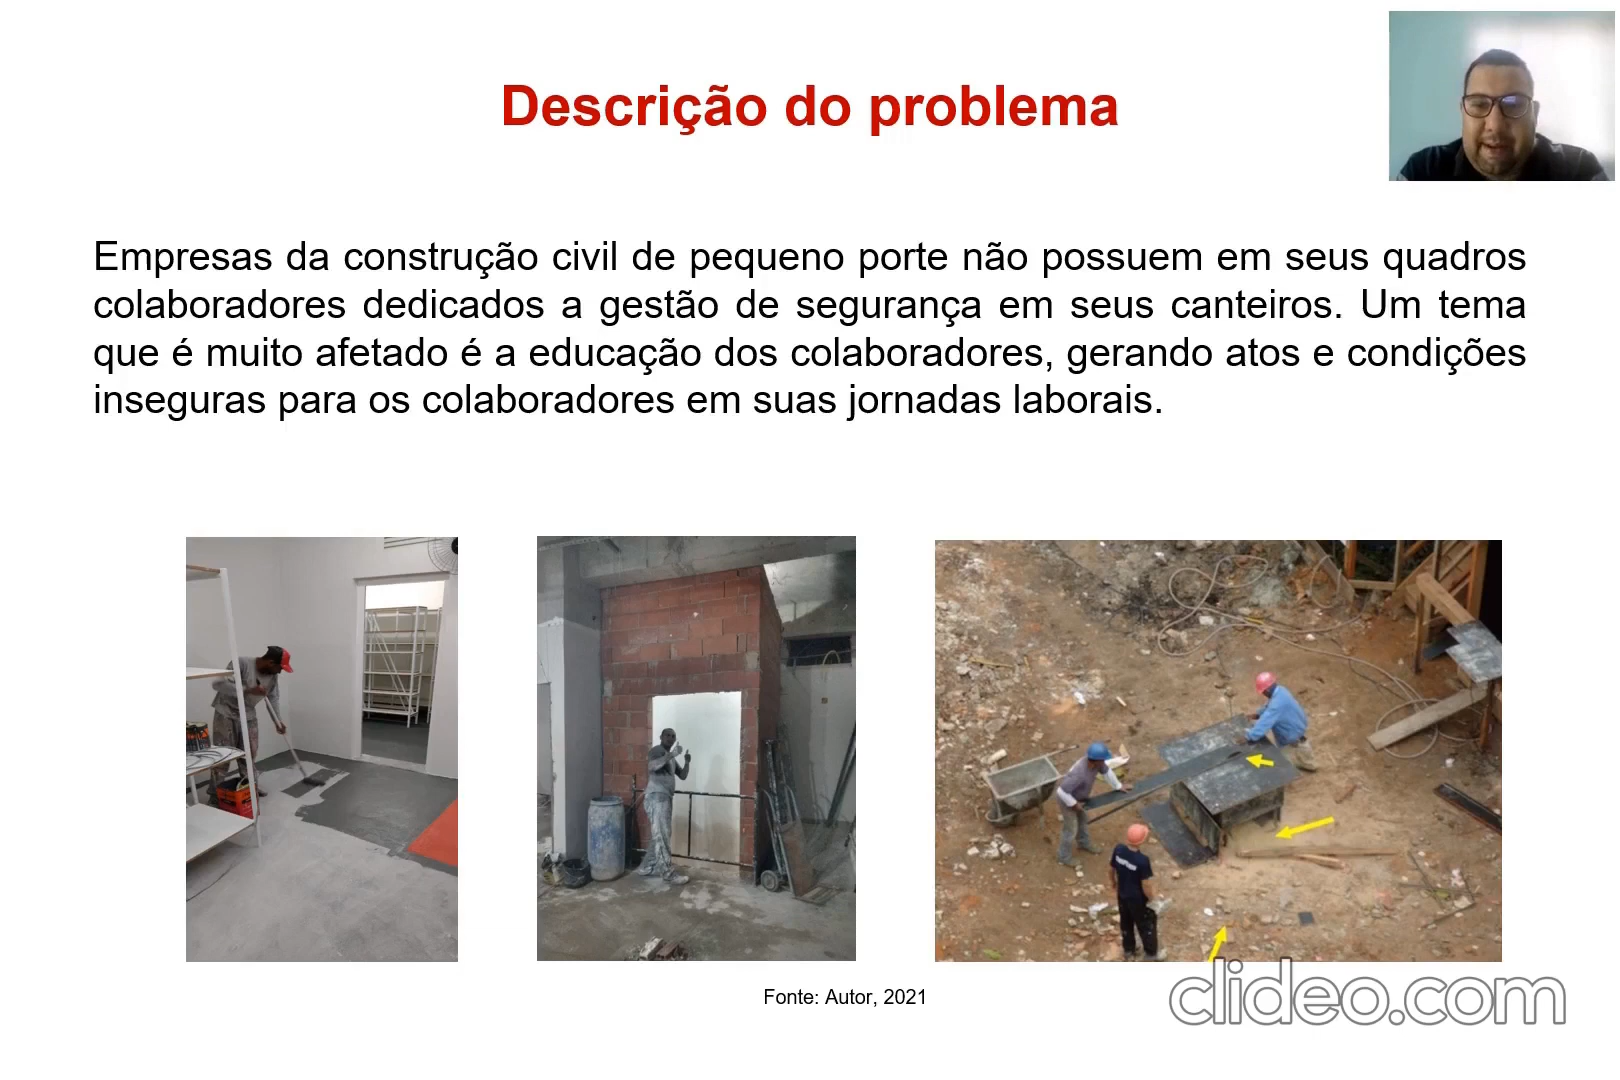 Descrição do problema
Empresas da construção civil de pequeno porte não possuem em seus quadros
colaboradores dedicados a gestão de segurança em seus canteiros. Um tema
que é muito afetado é a educação dos colaboradores, gerando atos e condições
inseguras para os colaboradores em suas jornadas laborais.
Fonte: Autor, 2021
clideo.com